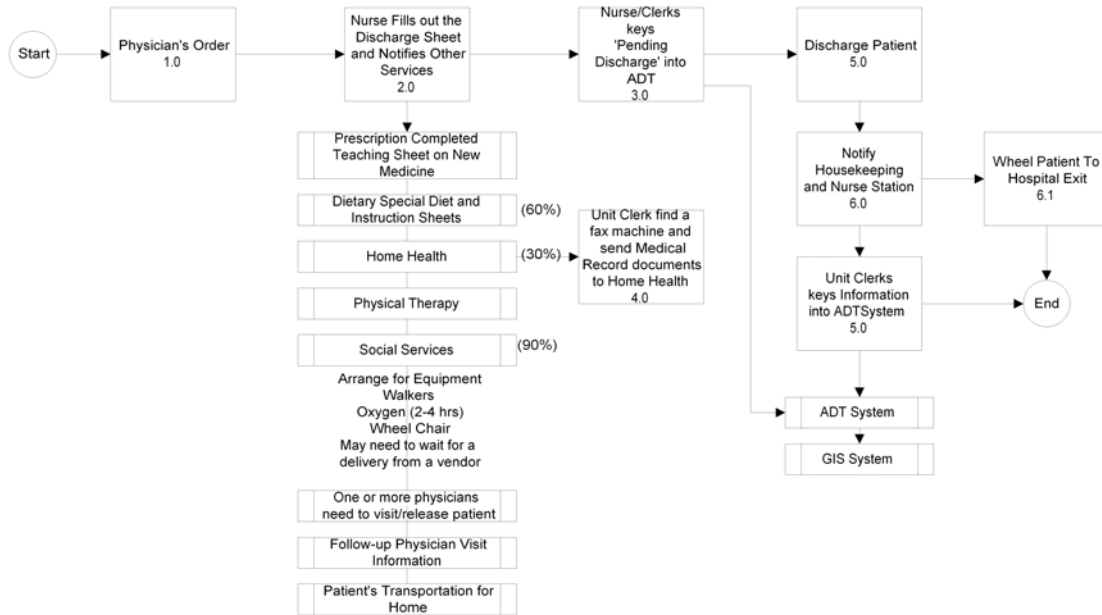 Start
Physician's Order
1.0
Nurse Fills out the
Discharge Sheet
and Notifies Other
Services
2.0
Nurse/Clerks
keys
'Pending
Discharge' into
ADT
3.0
Discharge Patient
5.0
Prescription Completed
Teaching Sheet on New
Medicine
Dietary Special Diet and
Instruction Sheets
(60%)
Home Health
(30%)
Unit Clerk find a
fax machine and
send Medical
Record documents
to Home Health
4.0
Physical Therapy
Social Services
(90%)
Arrange for Equipment
Walkers
Oxygen (2-4 hrs)
Wheel Chair
May need to wait for a
delivery from a vendor
One or more physicians
need to visit/release patient
Follow-up Physician Visit
Information
Patient's Transportation for
Home
Notify
Housekeeping
and Nurse Station
6.0
Wheel Patient To
Hospital Exit
6.1
Unit Clerks
keys Information
into ADTSystem
5.0
End
ADT System
GIS System